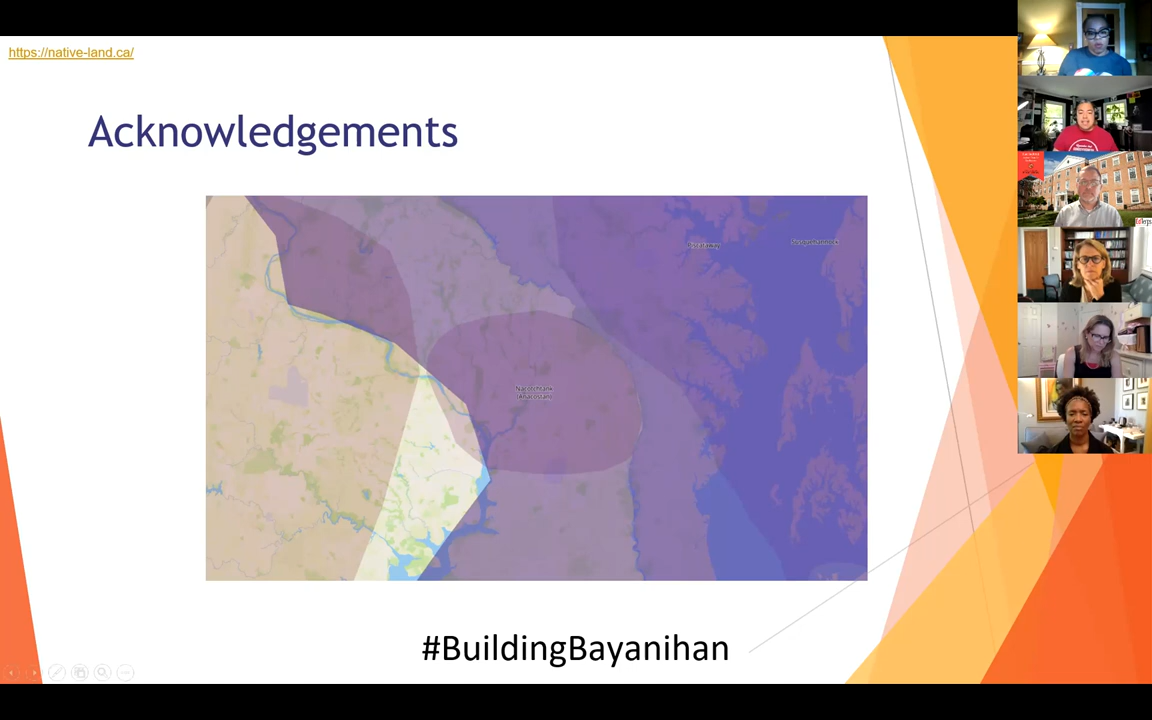 https://native-land.ca/
Acknowledgements
Piscataway
Susquehannock
Nacotchtank
(Anacostans)
#BuildingBayanihan